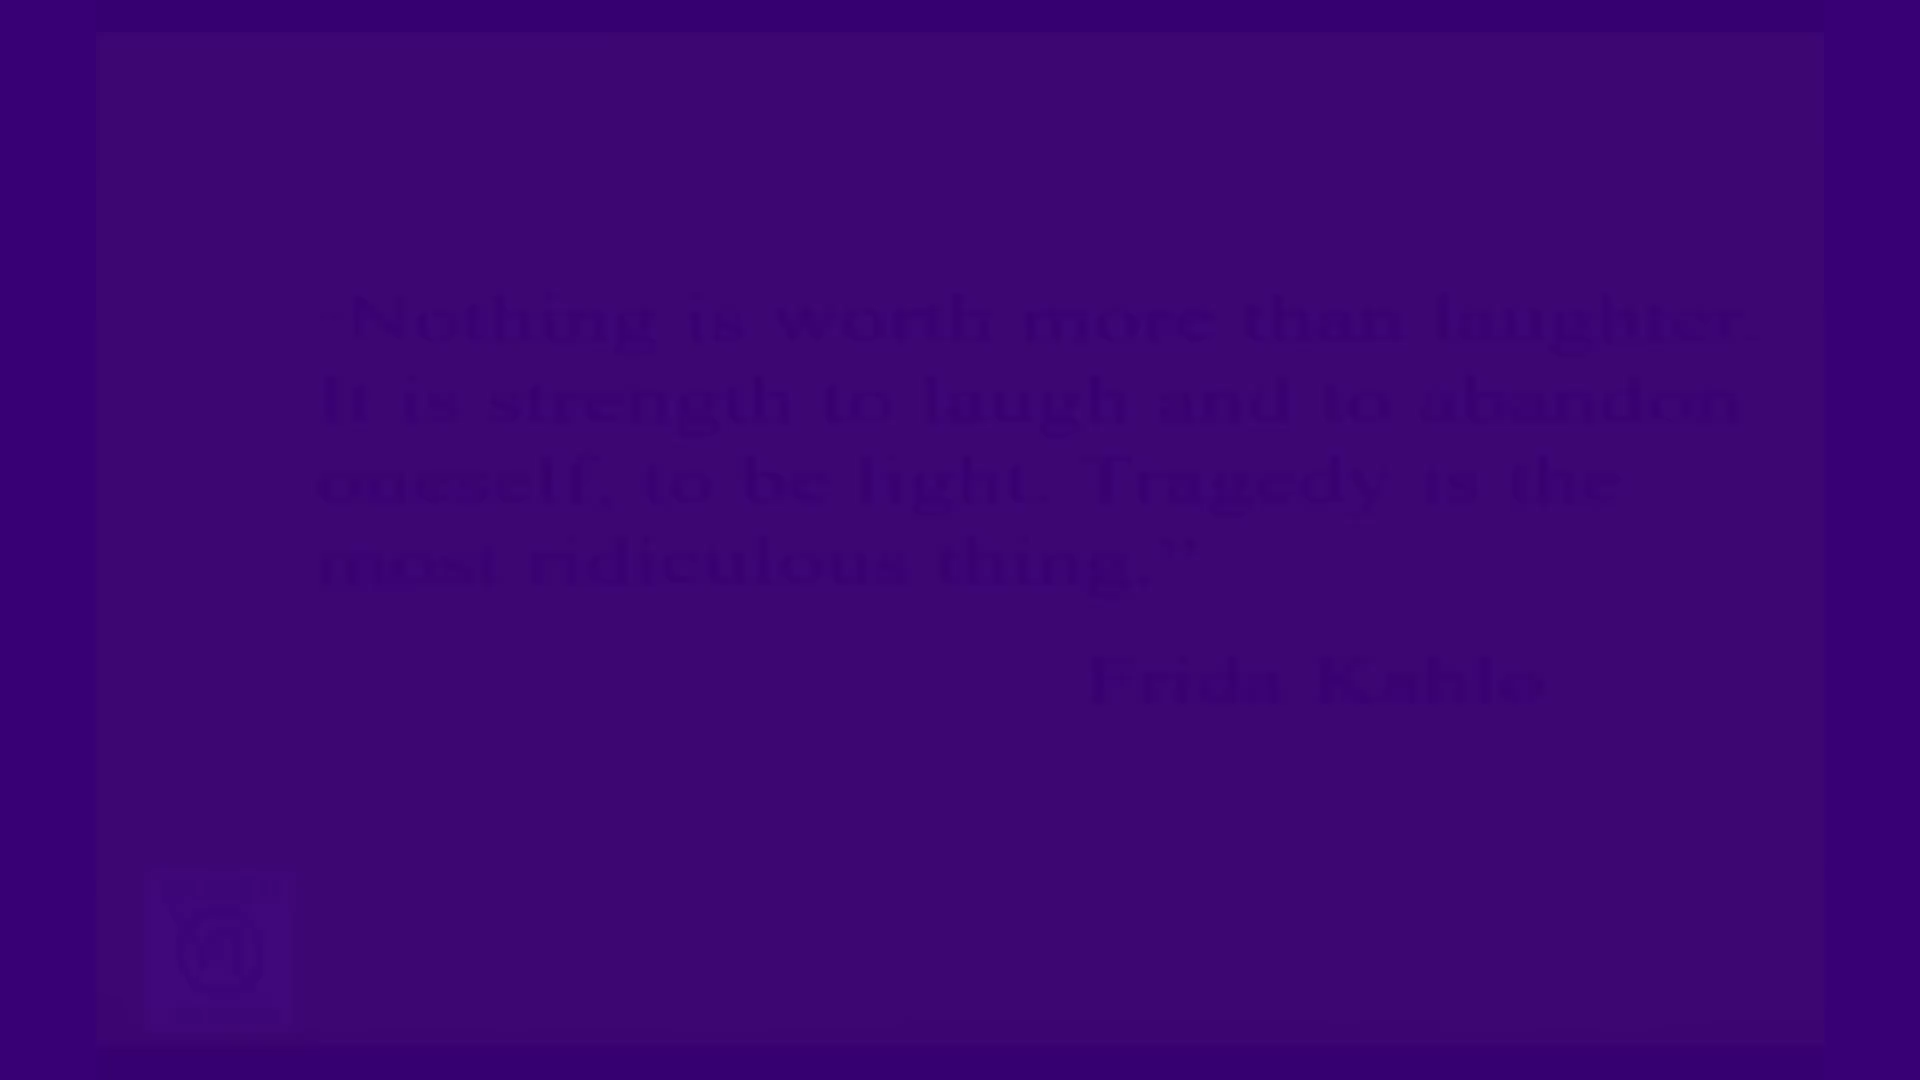 "Nothing is worth more than laughter.
It is strength to laugh and to abandon
oneself, to be light. Tragedy is the
most ridiculous thing."
Frida Kahlo